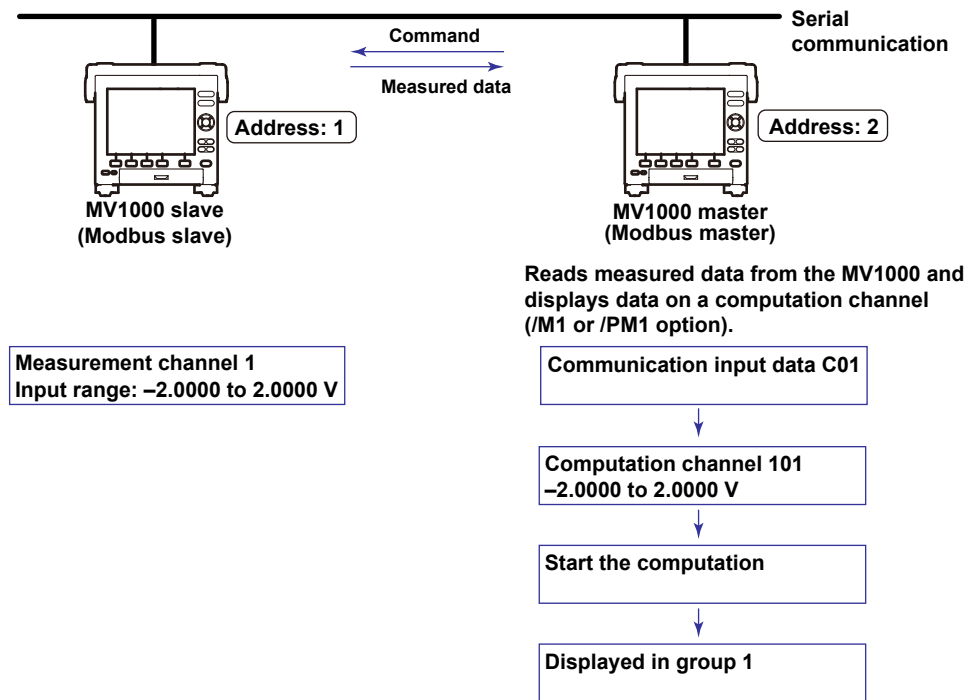 Serial
communication
Command
Measured data
Address: 1
Address: 2
MV1000 slave
(Modbus slave)
MV1000 master
(Modbus master)
Reads measured data from the MV1000 and
displays data on a computation channel
(/M1 or /PM1 option).
Measurement channel 1
Input range: –2.0000 to 2.0000 V
Communication input data C01
Computation channel 101
–2.0000 to 2.0000 V
Start the computation
Displayed in group 1